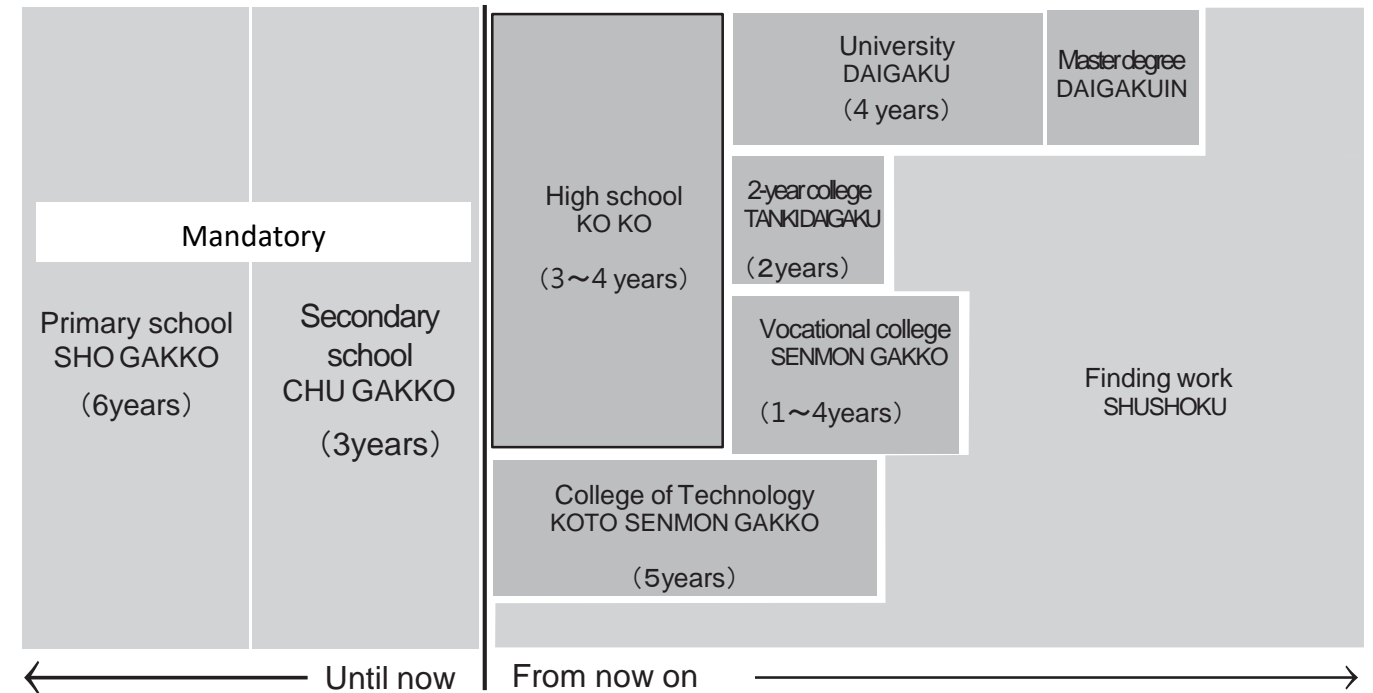 Mandatory
Primary school
SHO GAKKO
（6years）
Secondary
school
CHU GAKKO
（3years）
High school
KO KO
（3～4 years）
University
DAIGAKU
（4 years）
Master degree
DAIGAKUIN
2-year college
TANKI DAIGAKU
（2years）
Vocational college
SENMON GAKKO
（1～4years）
College of Technology
KOTO SENMON GAKKO
（5years）
Finding work
SHUSHOKU
Until now
From now on